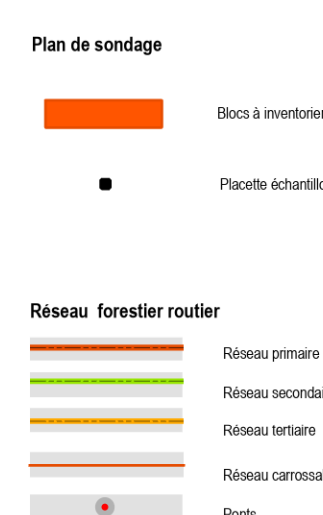 Plan de sondage
Blocs à inventorier
Placette échantillo
Réseau forestier routier
Réseau primaire
Réseau secondai
Réseau tertiaire
Réseau carrossal
Ponts